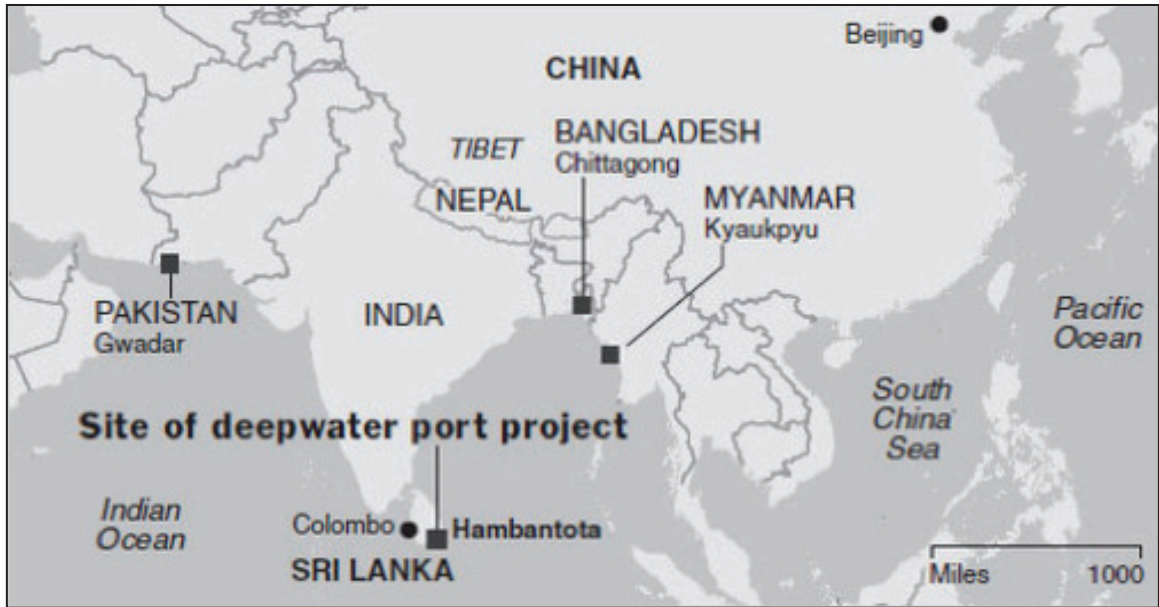 Beijing
CHINA
TIBET
BANGLADESH
Chittagong
NEPAL
MYANMAR
Kyaukpyu
PAKISTAN
Gwadar
INDIA
Pacific
Ocean
South
China
Sea
Site of deepwater port project
Indian
Ocean
Colombo
Hambantota
SRI LANKA
Miles 1000